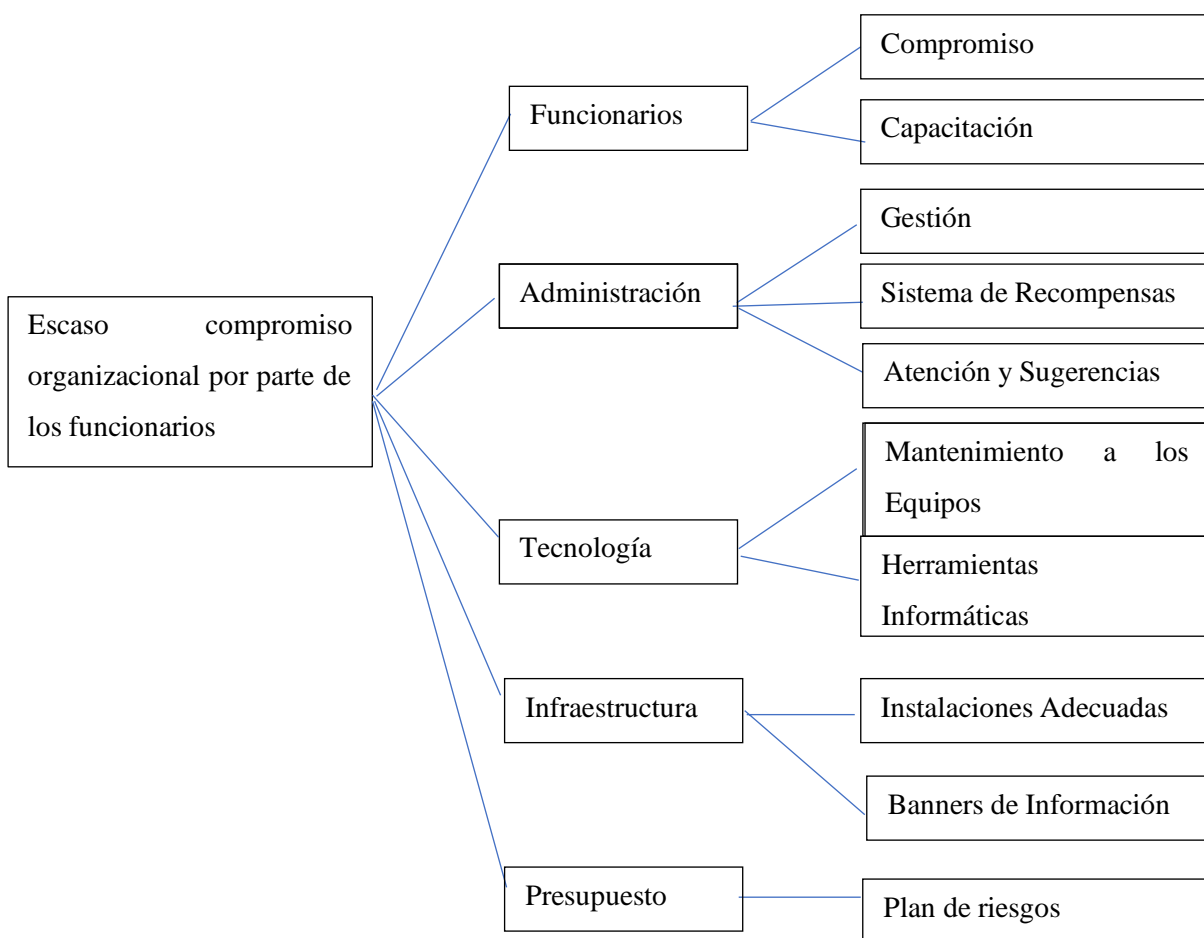 Escaso compromiso
organizacional por parte de
los funcionarios
Funcionarios
Compromiso
Capacitación
Administración
Gestión
Sistema de Recompensas
Atención y Sugerencias
Tecnología
Mantenimiento a los
Equipos
Herramientas
Informáticas
Infraestructura
Instalaciones Adecuadas
Banners de Información
Presupuesto
Plan de riesgos